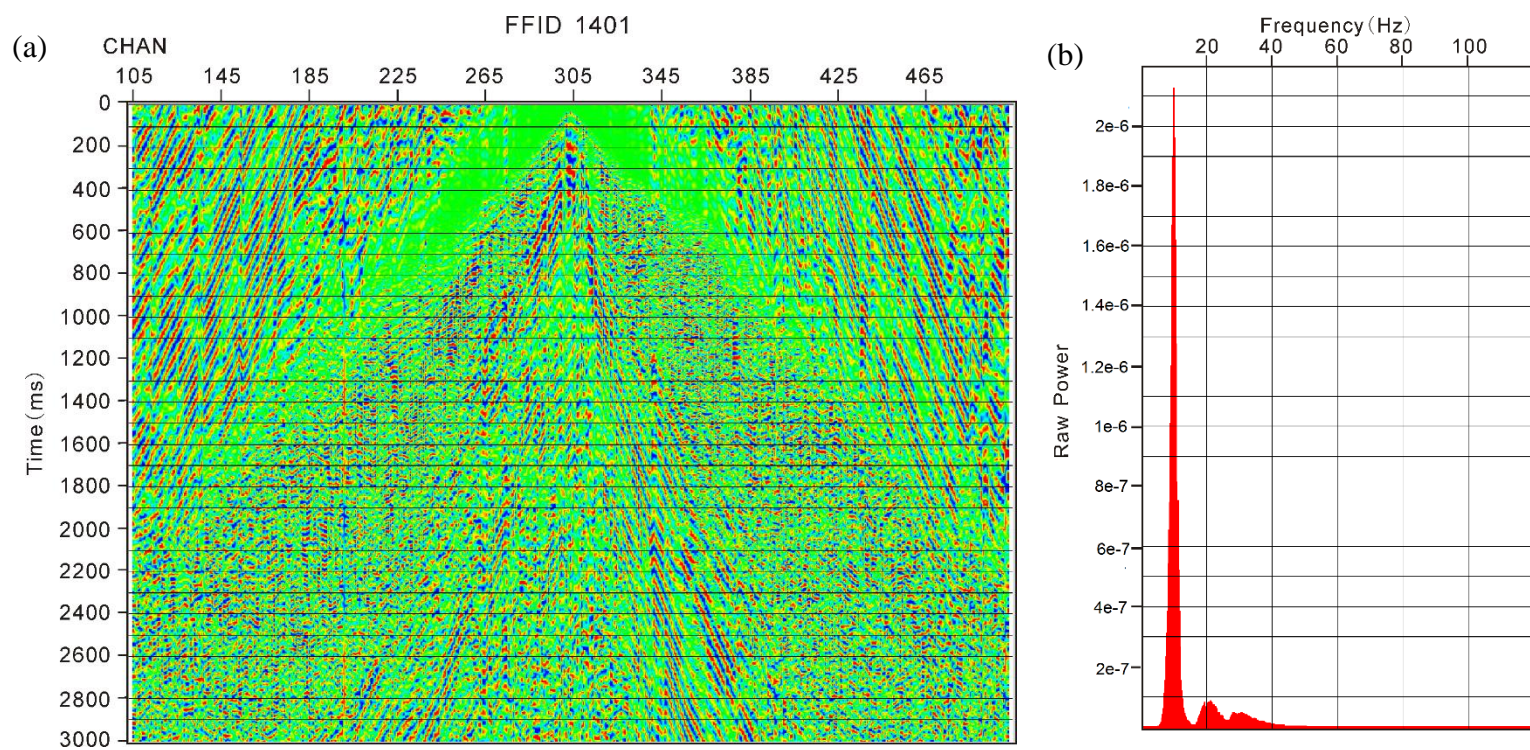 FFID 1401
(a)
CHAN
105 145 185 225 265 305 345 385 425 465
Time(ms)
0
200
400
600
800
1000
1200
1400
1600
1800
2000
2200
2400
2600
2800
3000
(b)
Frequency(Hz)
20 40 60 80 100
Raw Power
2e-6
1.8e-6
1.6e-6
1.4e-6
1.2e-6
1e-6
8e-7
6e-7
4e-7
2e-7